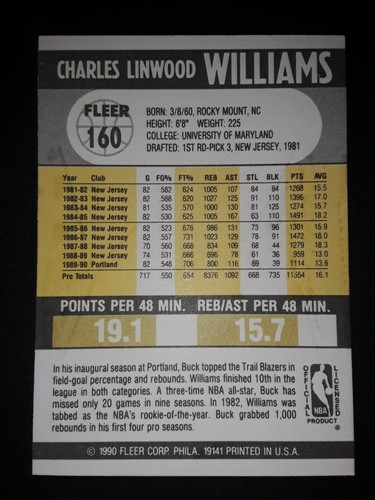 CHARLES LINWOOD WILLIAMS
FLEER
160
BORN: 3/8/60, ROCKY MOUNT, NC
HEIGHT: 6'8" WEIGHT: 225
COLLEGE: UNIVERSITY OF MARYLAND
DRAFTED: 1ST RD-PICK 3, NEW JERSEY, 1981
Year Club G FG% FT% REB AST STL BLK PTS AVG
1981-82 New Jersey 82 .582 .624 1005 107 84 84 1268 15.5
1982-83 New Jersey 82 .588 .620 1027 125 91 110 1396 17.0
1983-84 New Jersey 81 .535 .570 1000 130 81 125 1274 15.7
1984-85 New Jersey 82 .530 .625 1005 167 63 110 1491 18.2
1985-86 New Jersey 82 .523 .676 986 131 73 96 1301 15.9
1986-87 New Jersey 82 .557 .731 1023 129 78 91 1472 18.0
1987-88 New Jersey 70 .560 .668 834 109 68 44 1279 18.3
1988-89 New Jersey 74 .531 .666 696 78 61 36 959 13.0
1989-90 Portland 82 .548 .706 800 116 69 39 1114 13.6
Pro Totals 717 .550 .654 8376 1092 668 735 11554 16.1
POINTS PER 48 MIN. REB/AST PER 48 MIN.
19.1 15.7
In his inaugural season at Portland, Buck topped the Trail Blazers in
field-goal percentage and rebounds. Williams finished 10th in the
league in both categories. A three-time NBA all-star, Buck has
missed only 20 games in nine seasons. In 1982, Williams was
tabbed as the NBA's rookie-of-the-year. Buck grabbed 1,000
rebounds in his first four pro seasons.
OFFICIAL LICENSED
NBA
PRODUCT ®
© 1990 FLEER CORP. PHILA. 19141 PRINTED IN U.S.A.